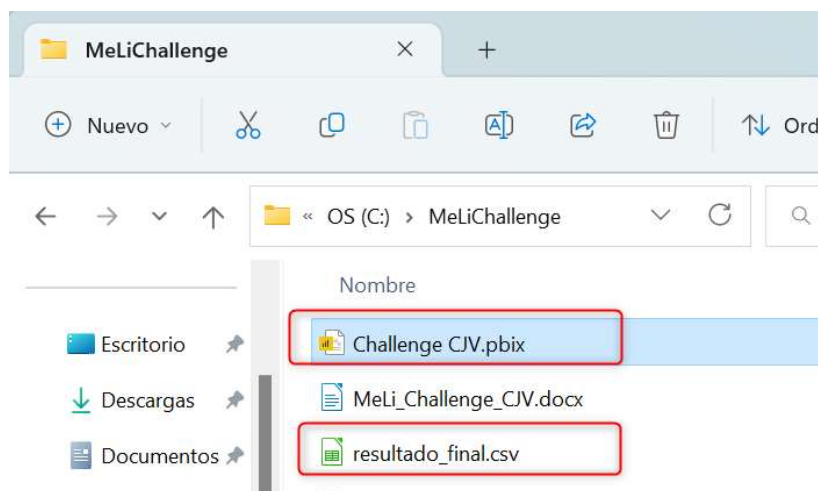 MeLiChallenge
Nuevo
Ord
« OS (C:) › MeLiChallenge
Nombre
Escritorio
Challenge CJV.pbix
Descargas
MeLi_Challenge_CJV.docx
Documentos
resultado_final.csv